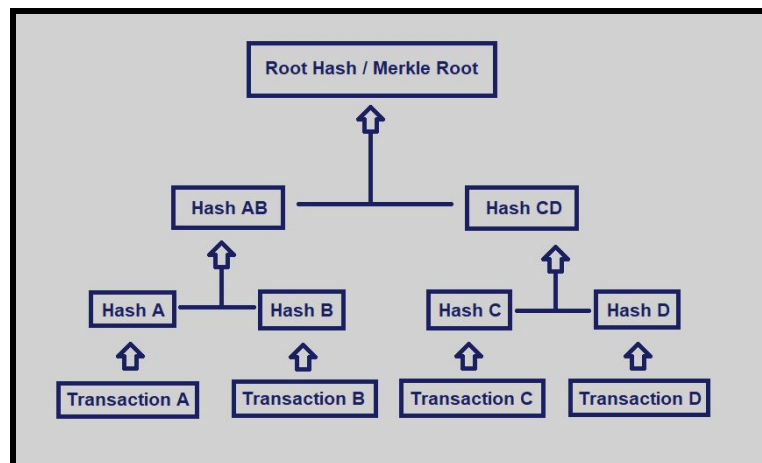 Root Hash / Merkle Root
Hash AB
Hash CD
Hash A
Hash B
Hash C
Hash D
Transaction A
Transaction B
Transaction C
Transaction D